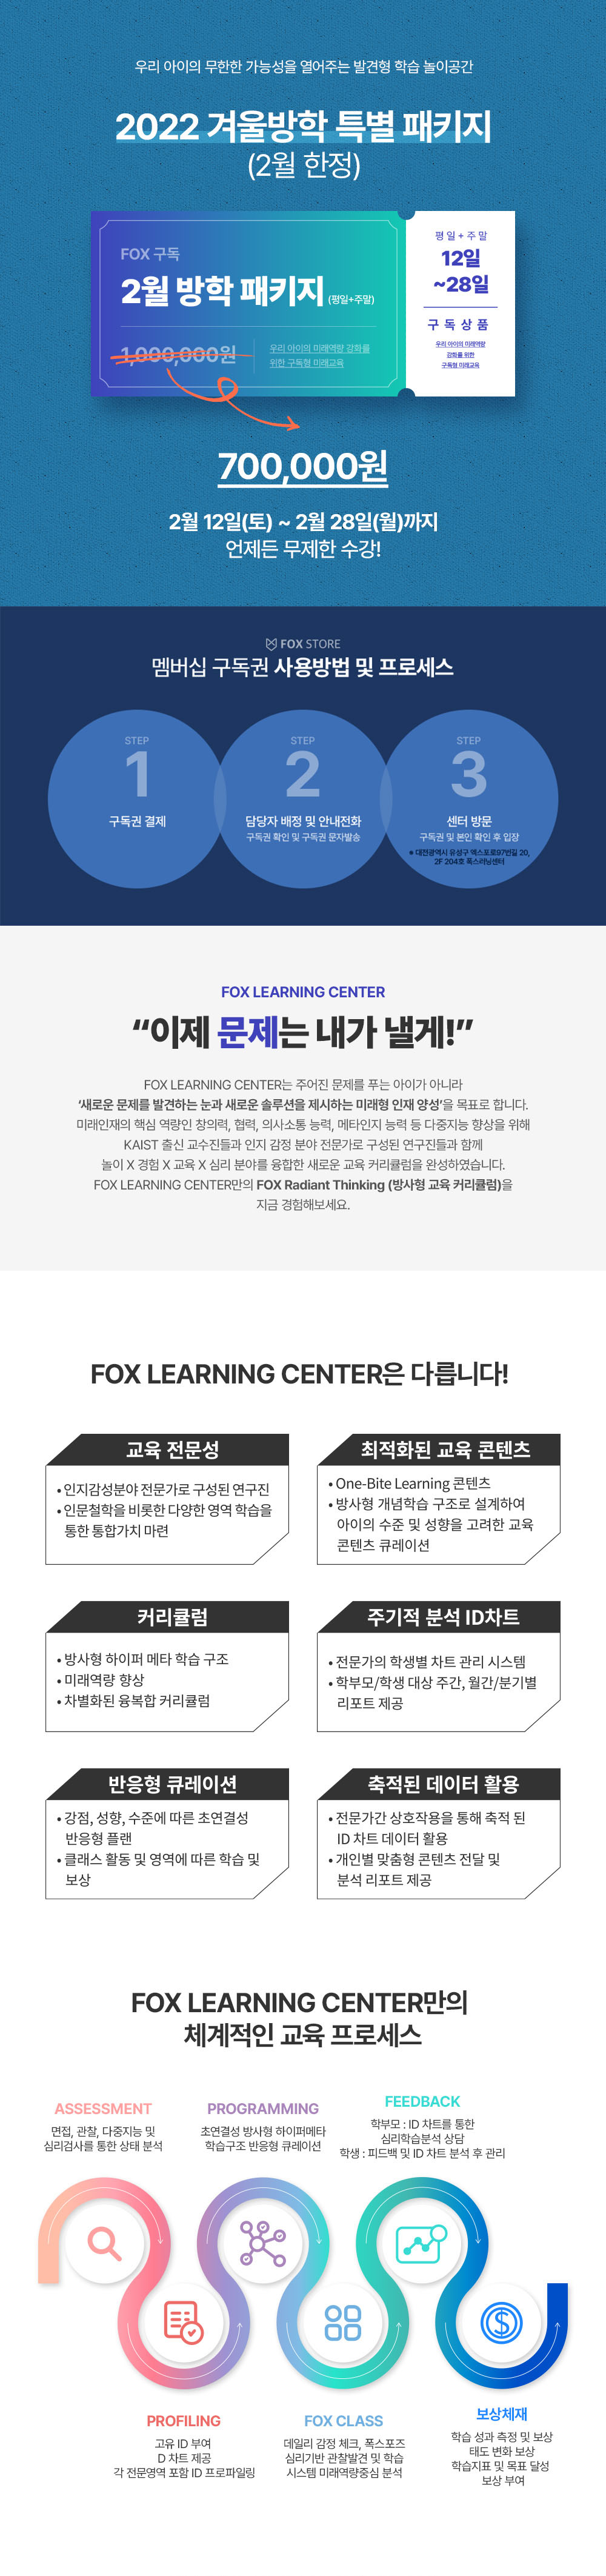 우리 아이의 무한한 가능성을 열어주는 발견형 학습 놀이공간
2022 겨울방학 특별 패키지
(2월 한정)
FOX 구독
2월 방학 패키지 (평일+주말)
1,000,000원
우리 아이의 미래역량 강화를
위한 구독형 미래교육
평일+주말
12일
~28일
구독상품
우리 아이의 미래역량
강화를 위한
구독형 미래교육
700,000원
2월 12일(토) ~ 2월 28일(월)까지
언제든 무제한 수강!
FOX STORE
멤버십 구독권 사용방법 및 프로세스
STEP
1
구독권 결제
STEP
2
담당자 배정 및 안내전화
구독권 확인 및 구독권 문자발송
STEP
3
센터 방문
구독권 및 본인 확인 후 입장
* 대전광역시 유성구 엑스포로97번길 20,
2F 204호 폭스러닝센터
FOX LEARNING CENTER
“이제 문제는 내가 낼게!”
FOX LEARNING CENTER는 주어진 문제를 푸는 아이가 아니라
‘새로운 문제를 발견하는 눈과 새로운 솔루션을 제시하는 미래형 인재 양성’을 목표로 합니다.
미래인재의 핵심 역량인 창의력, 협력, 의사소통 능력, 메타인지 능력 등 다중지능 향상을 위해
KAIST 출신 교수진들과 인지 감정 분야 전문가로 구성된 연구진들과 함께
놀이 X 경험 X 교육 X 심리 분야를 융합한 새로운 교육 커리큘럼을 완성하였습니다.
FOX LEARNING CENTER만의 FOX Radiant Thinking (방사형 교육 커리큘럼)을
지금 경험해보세요.
FOX LEARNING CENTER은 다릅니다!
교육 전문성
• 인지감성분야 전문가로 구성된 연구진
• 인문철학을 비롯한 다양한 영역 학습을
통한 통합가치 마련
최적화된 교육 콘텐츠
• One-Bite Learning 콘텐츠
• 방사형 개념학습 구조로 설계하여
아이의 수준 및 성향을 고려한 교육
콘텐츠 큐레이션
커리큘럼
• 방사형 하이퍼 메타 학습 구조
• 미래역량 향상
• 차별화된 융복합 커리큘럼
주기적 분석 ID차트
• 전문가의 학생별 차트 관리 시스템
• 학부모/학생 대상 주간, 월간/분기별
리포트 제공
반응형 큐레이션
• 강점, 성향, 수준에 따른 초연결성
반응형 플랜
• 클래스 활동 및 영역에 따른 학습 및
보상
축적된 데이터 활용
• 전문가간 상호작용을 통해 축적 된
ID 차트 데이터 활용
• 개인별 맞춤형 콘텐츠 전달 및
분석 리포트 제공
FOX LEARNING CENTER만의
체계적인 교육 프로세스
ASSESSMENT
면접, 관찰, 다중지능 및
심리검사를 통한 상태 분석
PROGRAMMING
초연결성 방사형 하이퍼메타
학습구조 반응형 큐레이션
FEEDBACK
학부모 : ID 차트를 통한
심리학습분석 상담
학생 : 피드백 및 ID 차트 분석 후 관리
PROFILING
고유 ID 부여
D 차트 제공
각 전문영역 포함 ID 프로파일링
FOX CLASS
데일리 감정 체크, 폭스포즈
심리기반 관찰발견 및 학습
시스템 미래역량중심 분석
보상체재
학습 성과 측정 및 보상
태도 변화 보상
학습지표 및 목표 달성
보상 부여